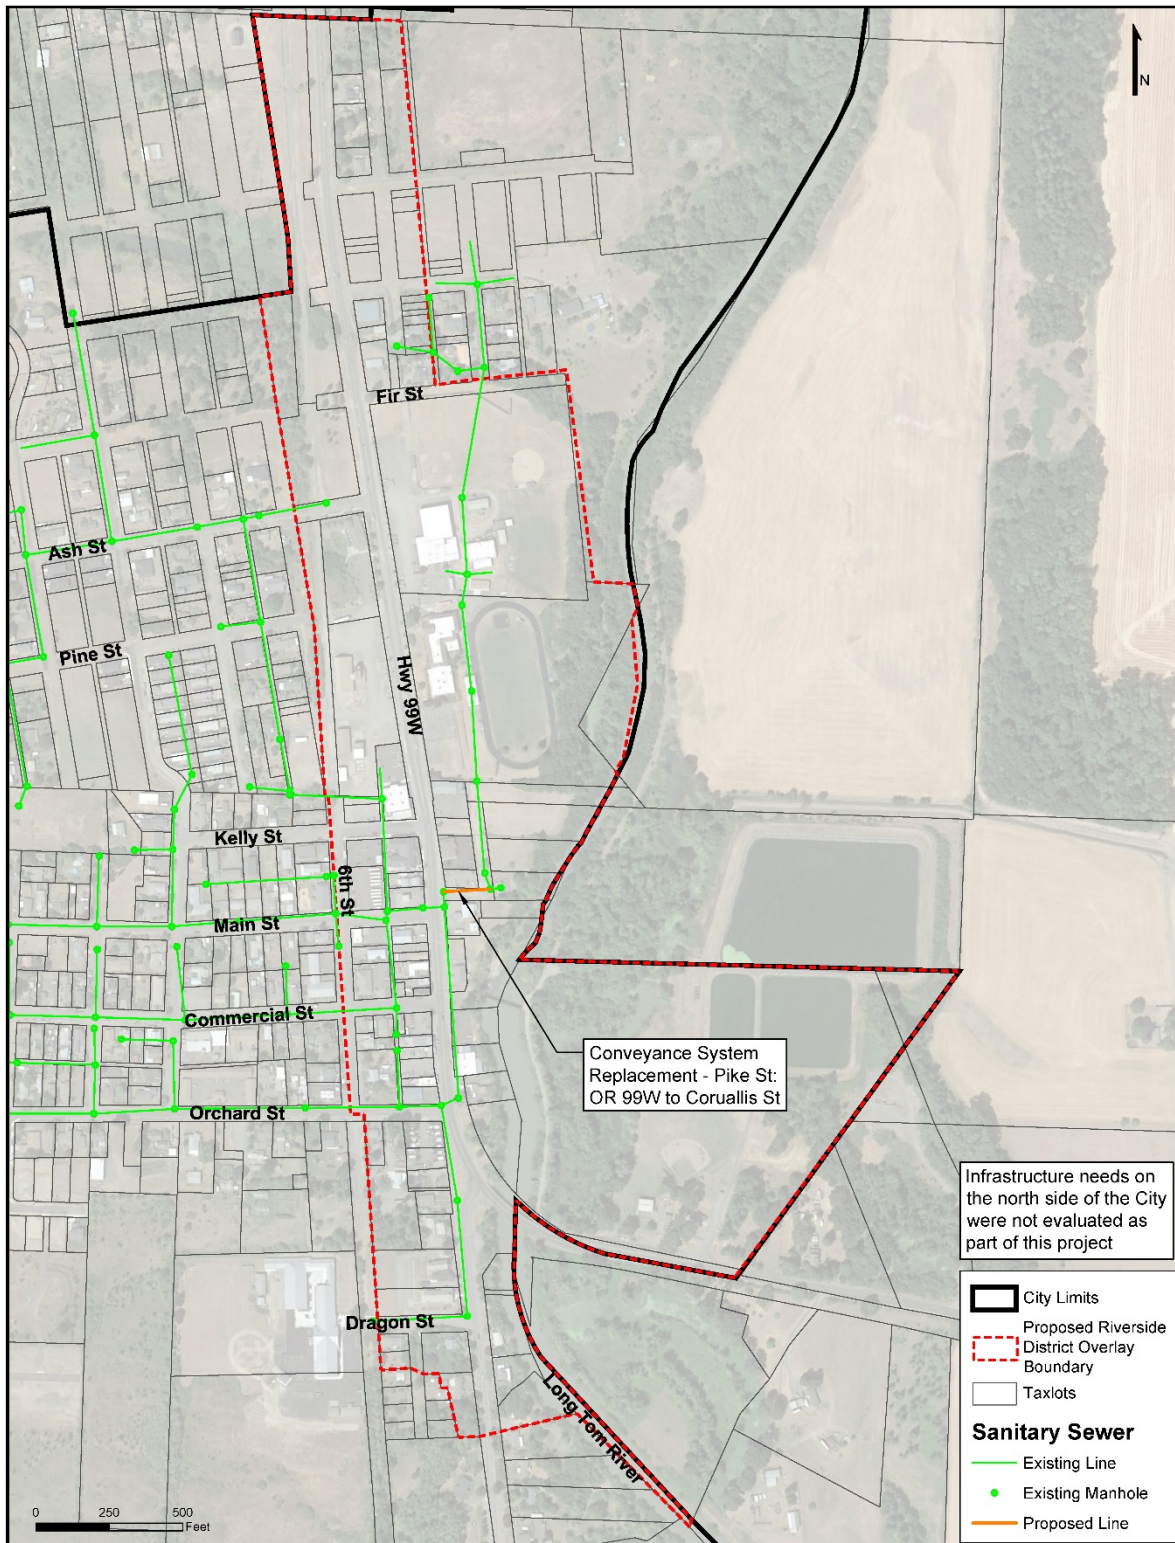 N
Fir St
Ash St
Pine St
Hwy 99W
Kelly St
6th St
Main St
Commercial St
Conveyance System
Replacement - Pike St:
OR 99W to Coruallis St
Orchard St
Infrastructure needs on
the north side of the City
were not evaluated as
part of this project
Dragon St
Long Tom River
City Limits
Proposed Riverside
District Overlay
Boundary
Taxlots
Sanitary Sewer
Existing Line
Existing Manhole
Proposed Line
0 250 500
Feet